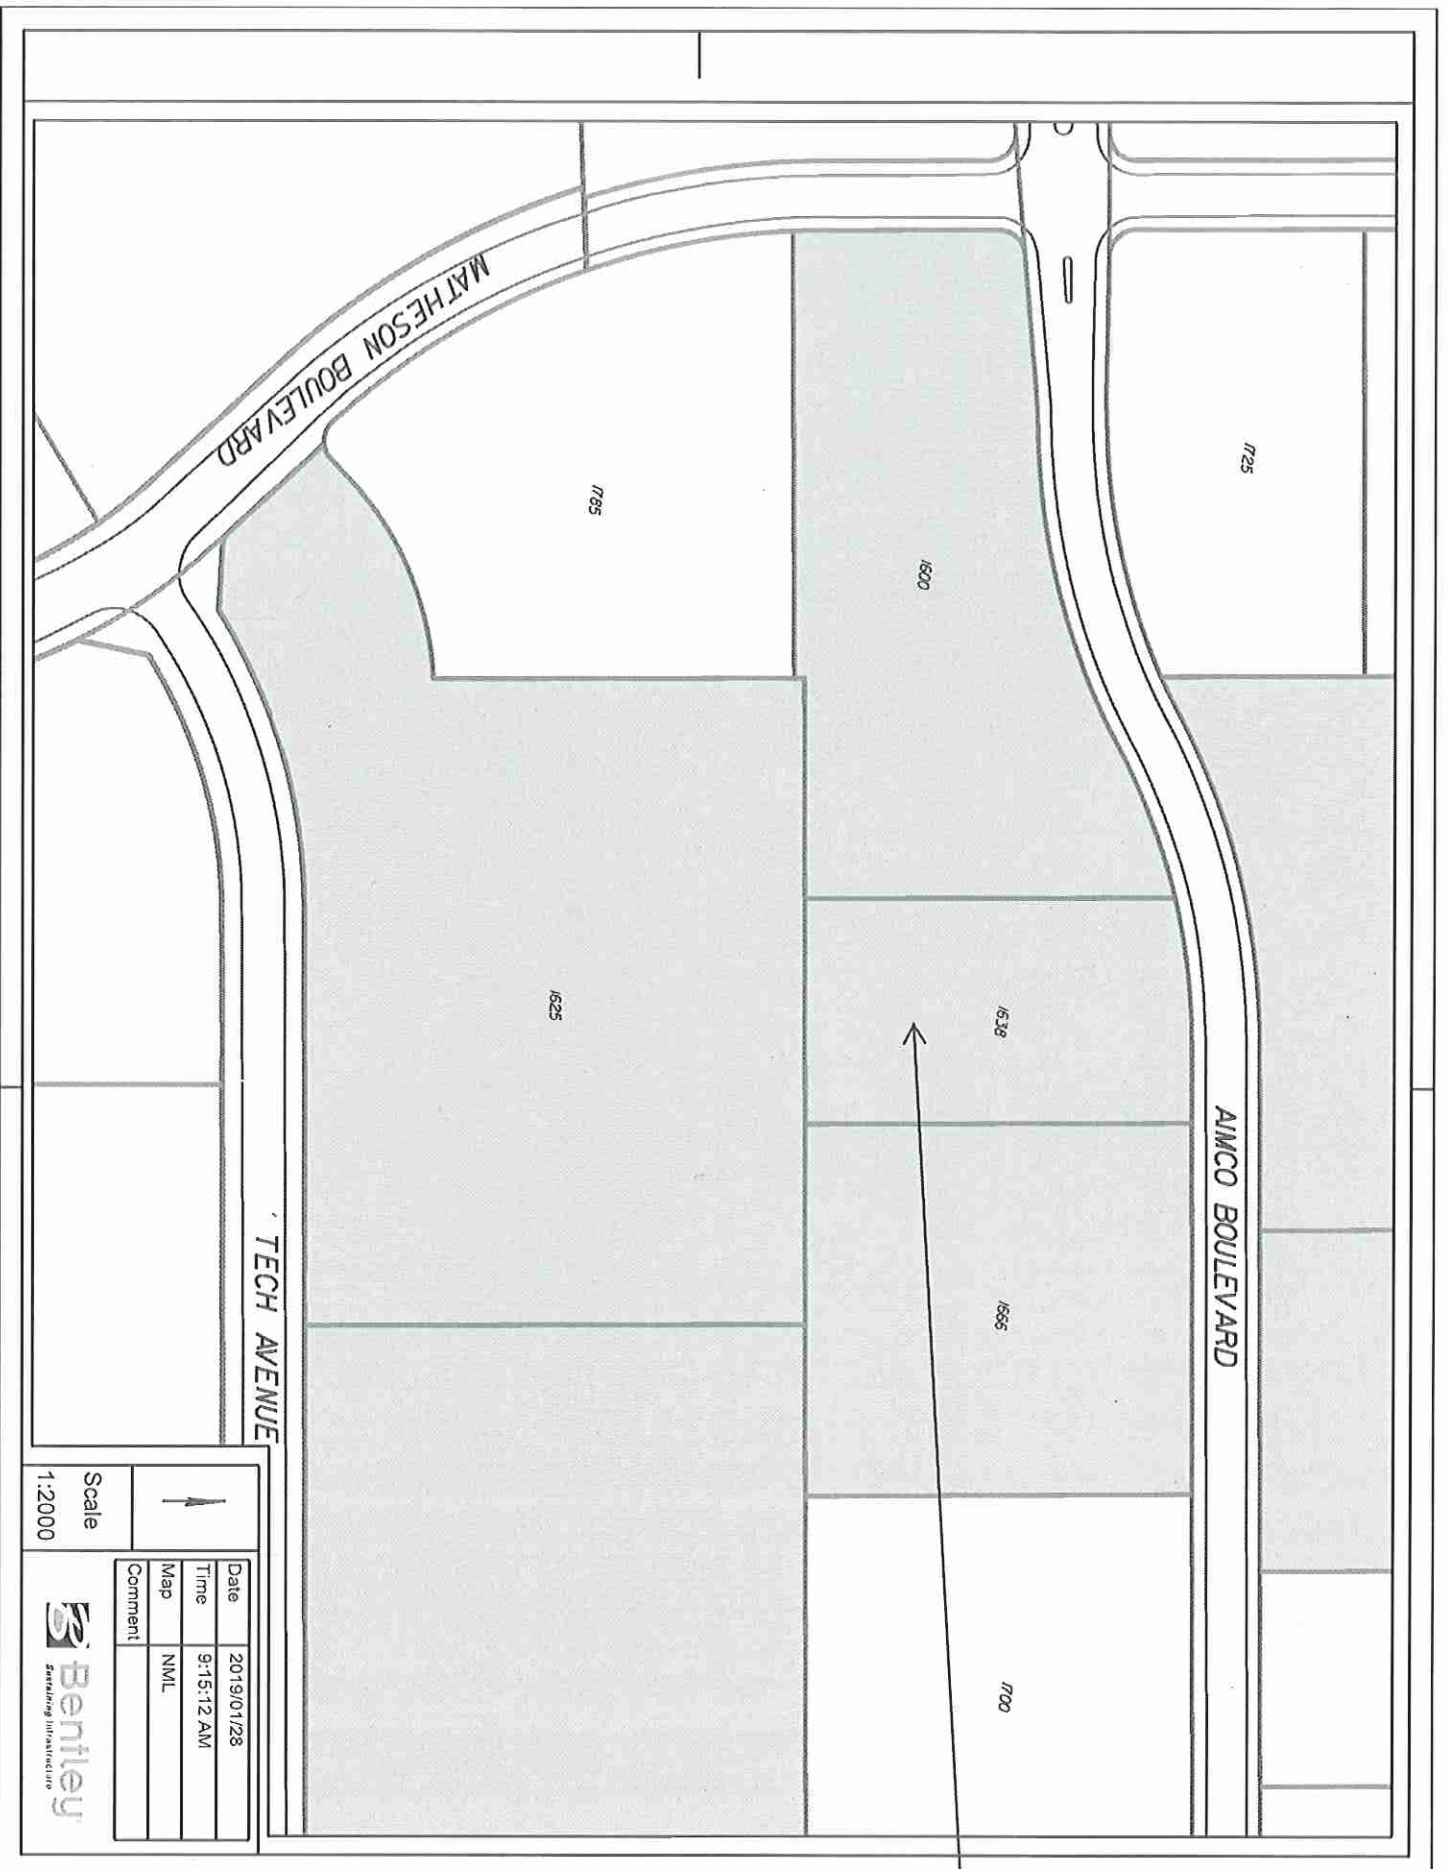 MATHESON BOULEVARD
1725
1785
1600
1625
1638
AIMCO BOULEVARD
1666
TECH AVENUE
1700
Scale
1:2000
Date 2019/01/28
Time 9:15:12 AM
Map NML
Comment
Bentley
Sustaining Infrastructure